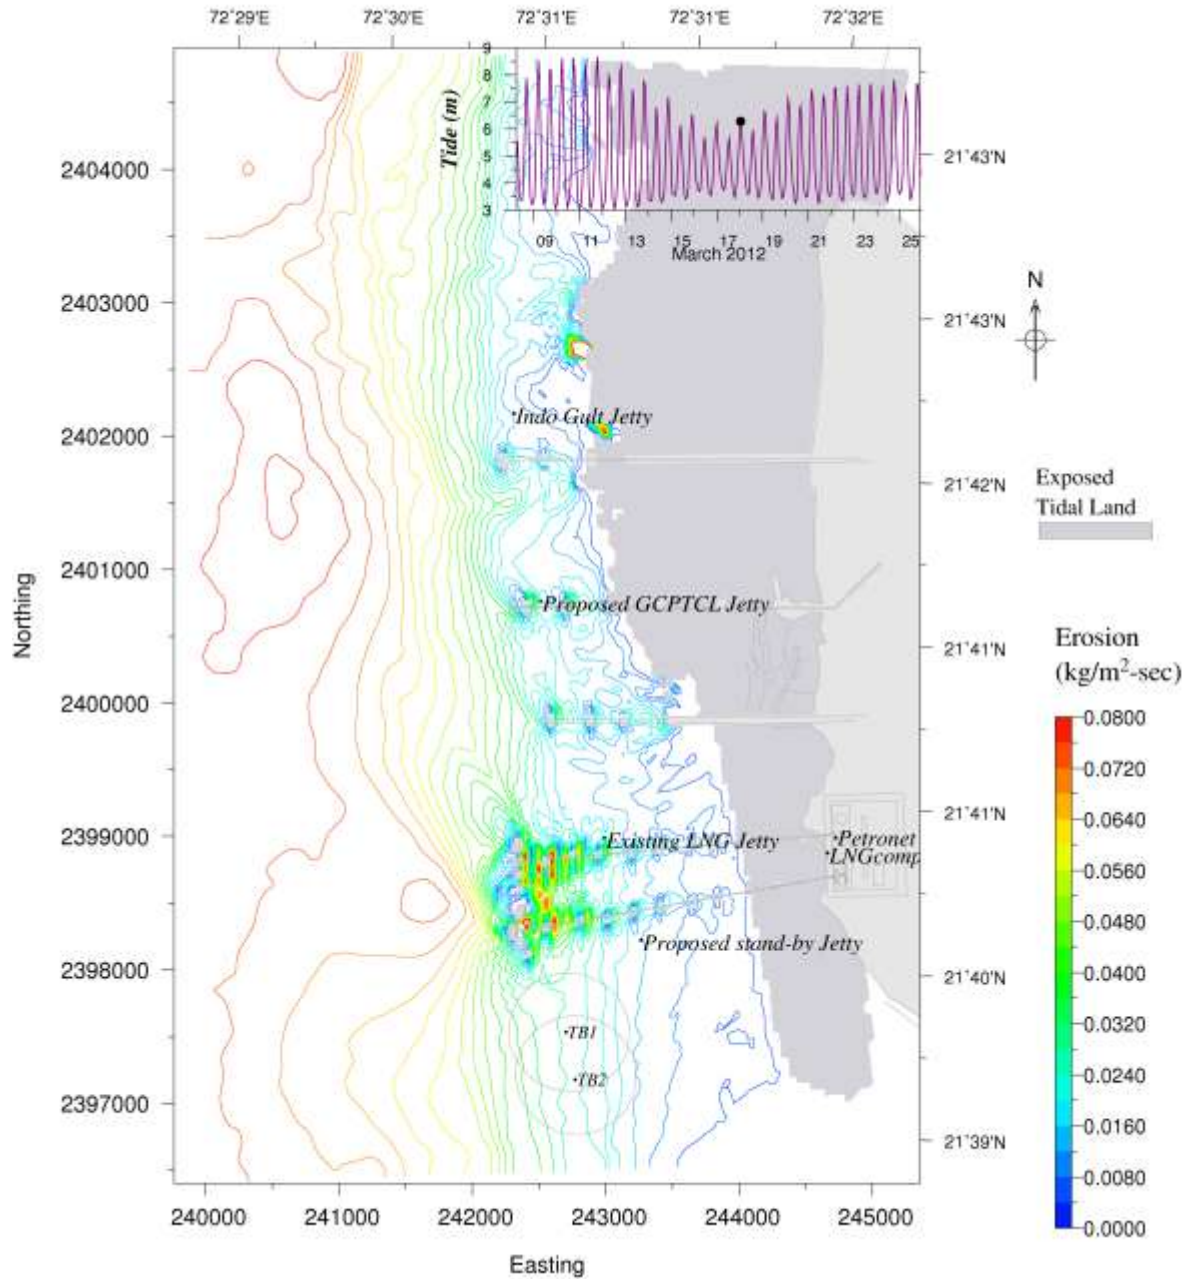 72°29'E 72°30'E 72°31'E 72°31'E 72°32'E
9
8
7
6
5
4
3
Tide (m)
09 11 13 15 17 19 21 23 25
March 2012
2404000
2403000
2402000
2401000
2400000
2399000
2398000
2397000
Northing
21°43'N
21°43'N
21°42'N
21°41'N
21°41'N
21°40'N
21°39'N
N
Indo Gult Jetty
Proposed GCPTCL Jetty
Existing LNG Jetty
Petronet
LNGcomp
Proposed stand-by Jetty
TB1
TB2
Exposed
Tidal Land
Erosion
(kg/m²-sec)
0.0800
0.0720
0.0640
0.0560
0.0480
0.0400
0.0320
0.0240
0.0160
0.0080
0.0000
240000 241000 242000 243000 244000 245000
Easting